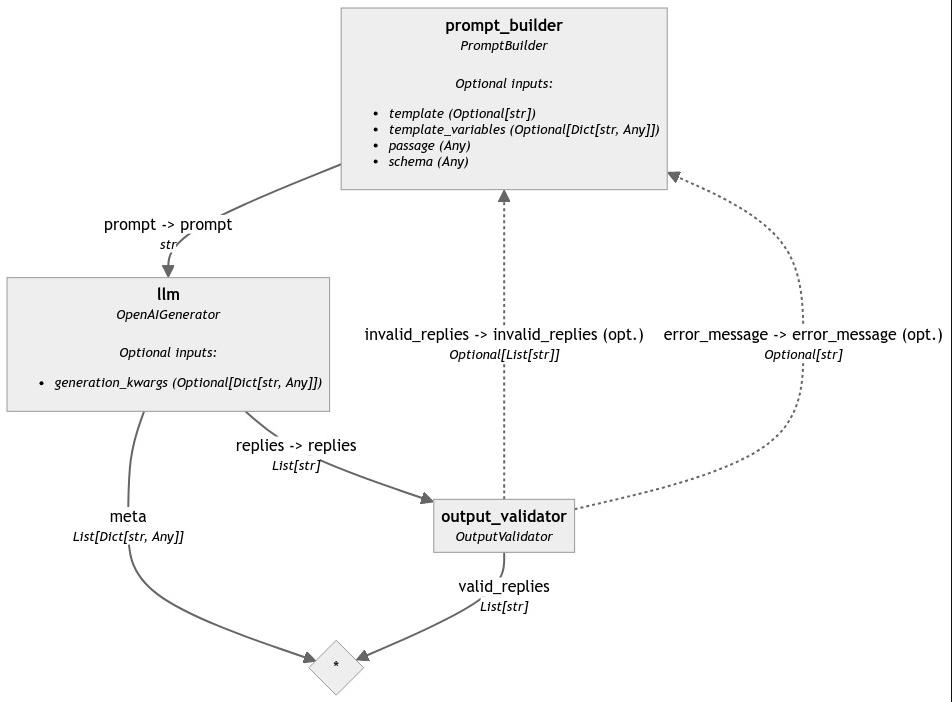 prompt_builder
PromptBuilder
Optional inputs:
• template (Optional[str])
• template_variables (Optional[Dict[str, Any]])
• passage (Any)
• schema (Any)
prompt -> prompt
str
llm
OpenAIGenerator
Optional inputs:
• generation_kwargs (Optional[Dict[str, Any]])
invalid_replies -> invalid_replies (opt.)
Optional[List[str]]
error_message -> error_message (opt.)
Optional[str]
replies -> replies
List[str]
meta
List[Dict[str, Any]]
output_validator
OutputValidator
valid_replies
List[str]
*